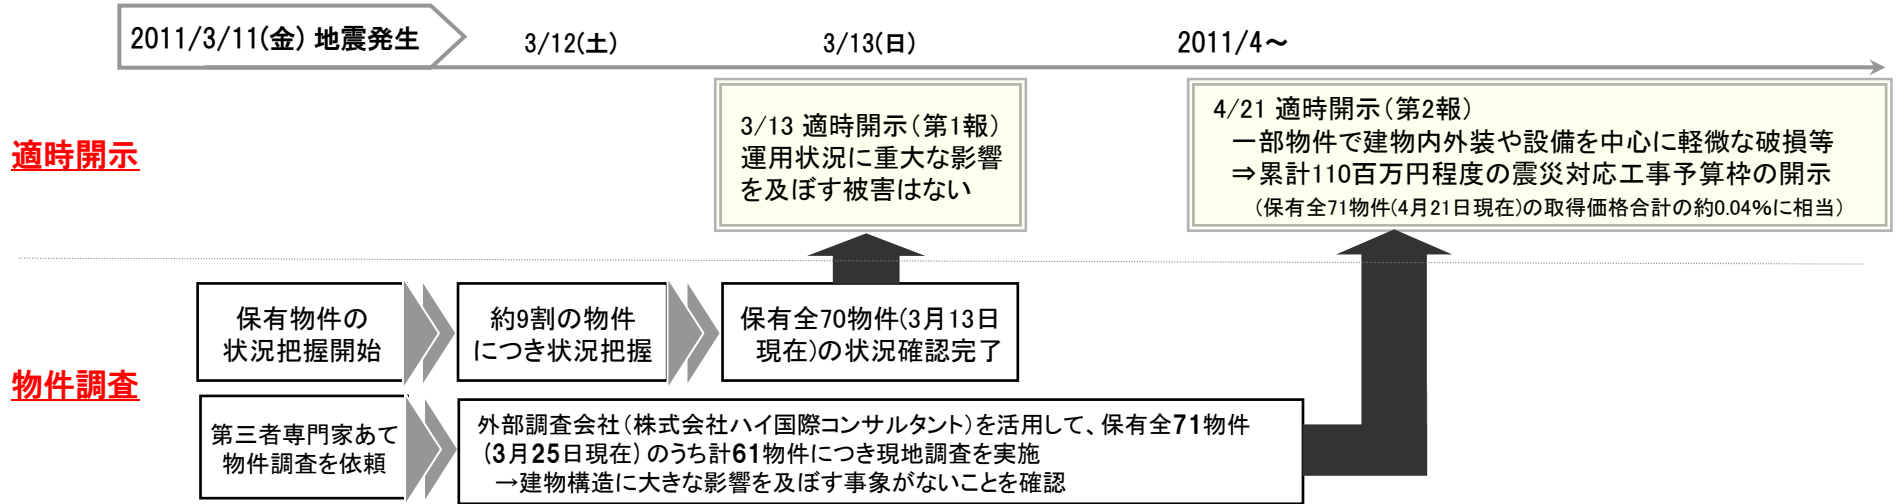 2011/3/11(金) 地震発生
3/12(土)
3/13(日)
2011/4～
適時開示
3/13 適時開示（第1報）
運用状況に重大な影響
を及ぼす被害はない
4/21 適時開示（第2報）
一部物件で建物内外装や設備を中心に軽微な破損等
⇒累計110百万円程度の震災対応工事予算枠の開示
（保有全71物件(4月21日現在)の取得価格合計の約0.04%に相当）
物件調査
保有物件の
状況把握開始
約9割の物件
につき状況把握
保有全70物件(3月13日
現在)の状況確認完了
第三者専門家あて
物件調査を依頼
外部調査会社（株式会社ハイ国際コンサルタント）を活用して、保有全71物件
(3月25日現在）のうち計61物件につき現地調査を実施
→建物構造に大きな影響を及ぼす事象がないことを確認